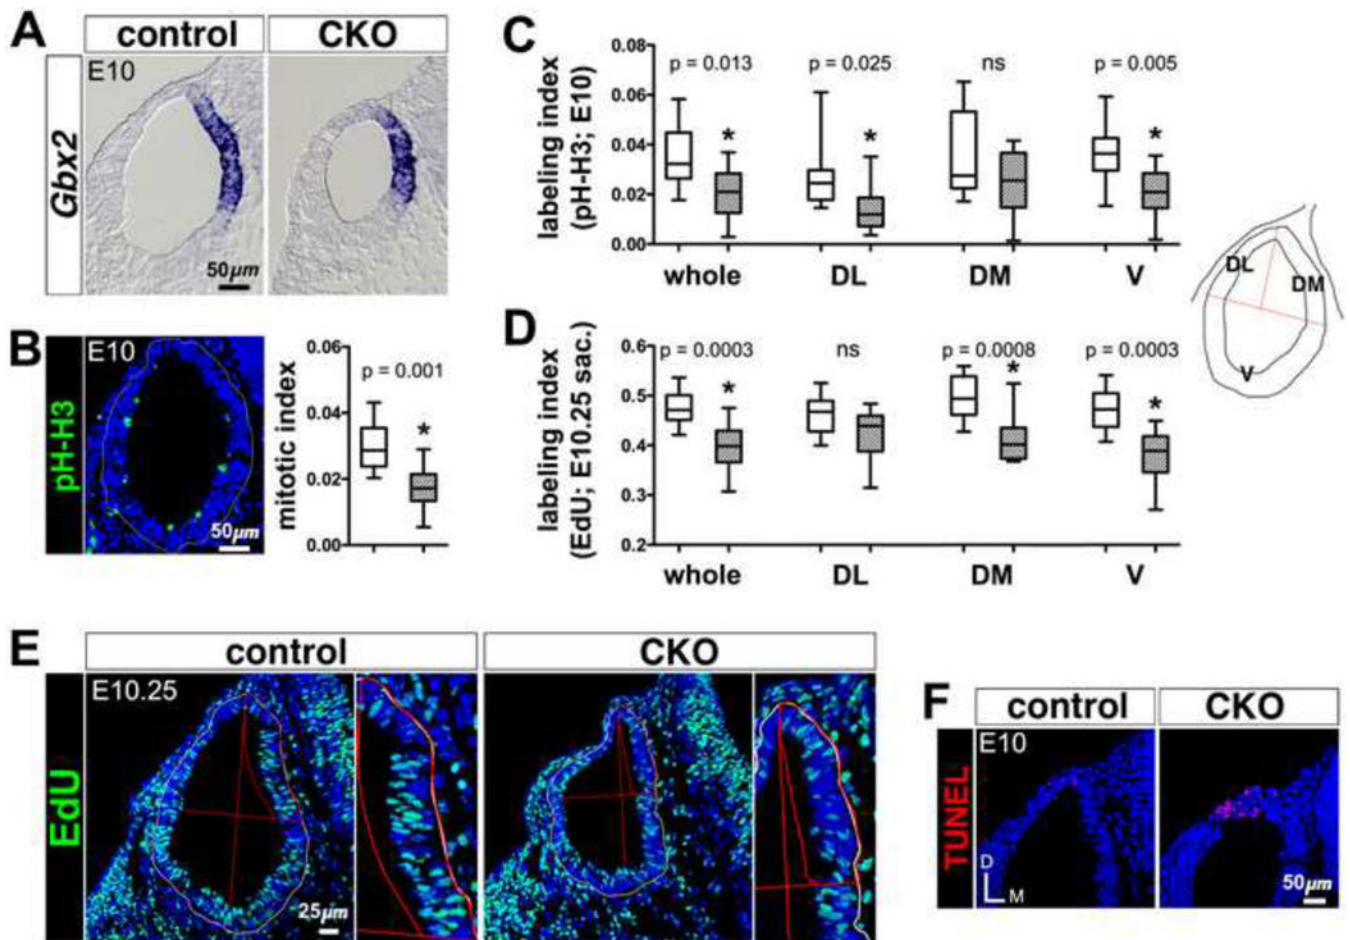 A
control
CKO
Gbx2
E10
50µm
B
pH-H3
E10
50µm
mitotic index
0.06
0.04
0.02
0.00
p = 0.001
*
C
labeling index
(pH-H3; E10)
0.08
0.06
0.04
0.02
0.00
p = 0.013
p = 0.025
ns
p = 0.005
* * *
whole DL DM V
DL
DM
V
D
labeling index
(EdU; E10.25 sac.)
0.6
0.5
0.4
0.3
0.2
p = 0.0003
ns
p = 0.0008
p = 0.0003
* * *
whole DL DM V
E
control
CKO
EdU
E10.25
25µm
F
control
CKO
TUNEL
E10
D
M
50µm